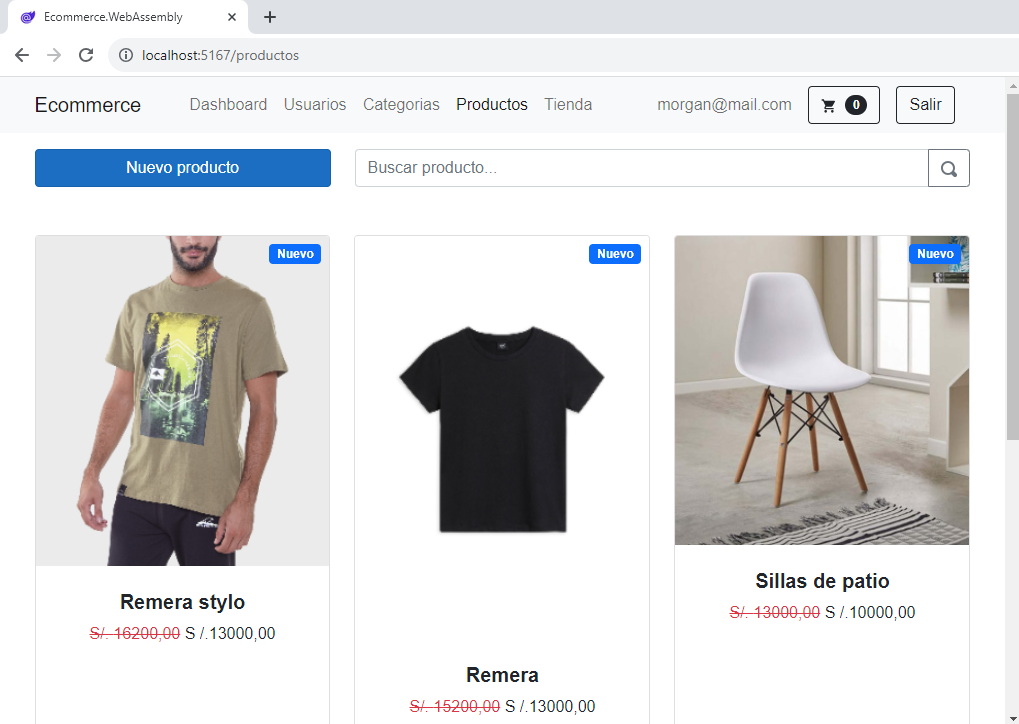 Ecommerce.WebAssembly
localhost:5167/productos
Ecommerce Dashboard Usuarios Categorias Productos Tienda morgan@mail.com 0 Salir
Nuevo producto Buscar producto...
Nuevo Nuevo Nuevo
Remera stylo
S/. 16200,00 S /.13000,00
Remera
S/. 15200,00 S /.13000,00
Sillas de patio
S/. 13000,00 S /.10000,00